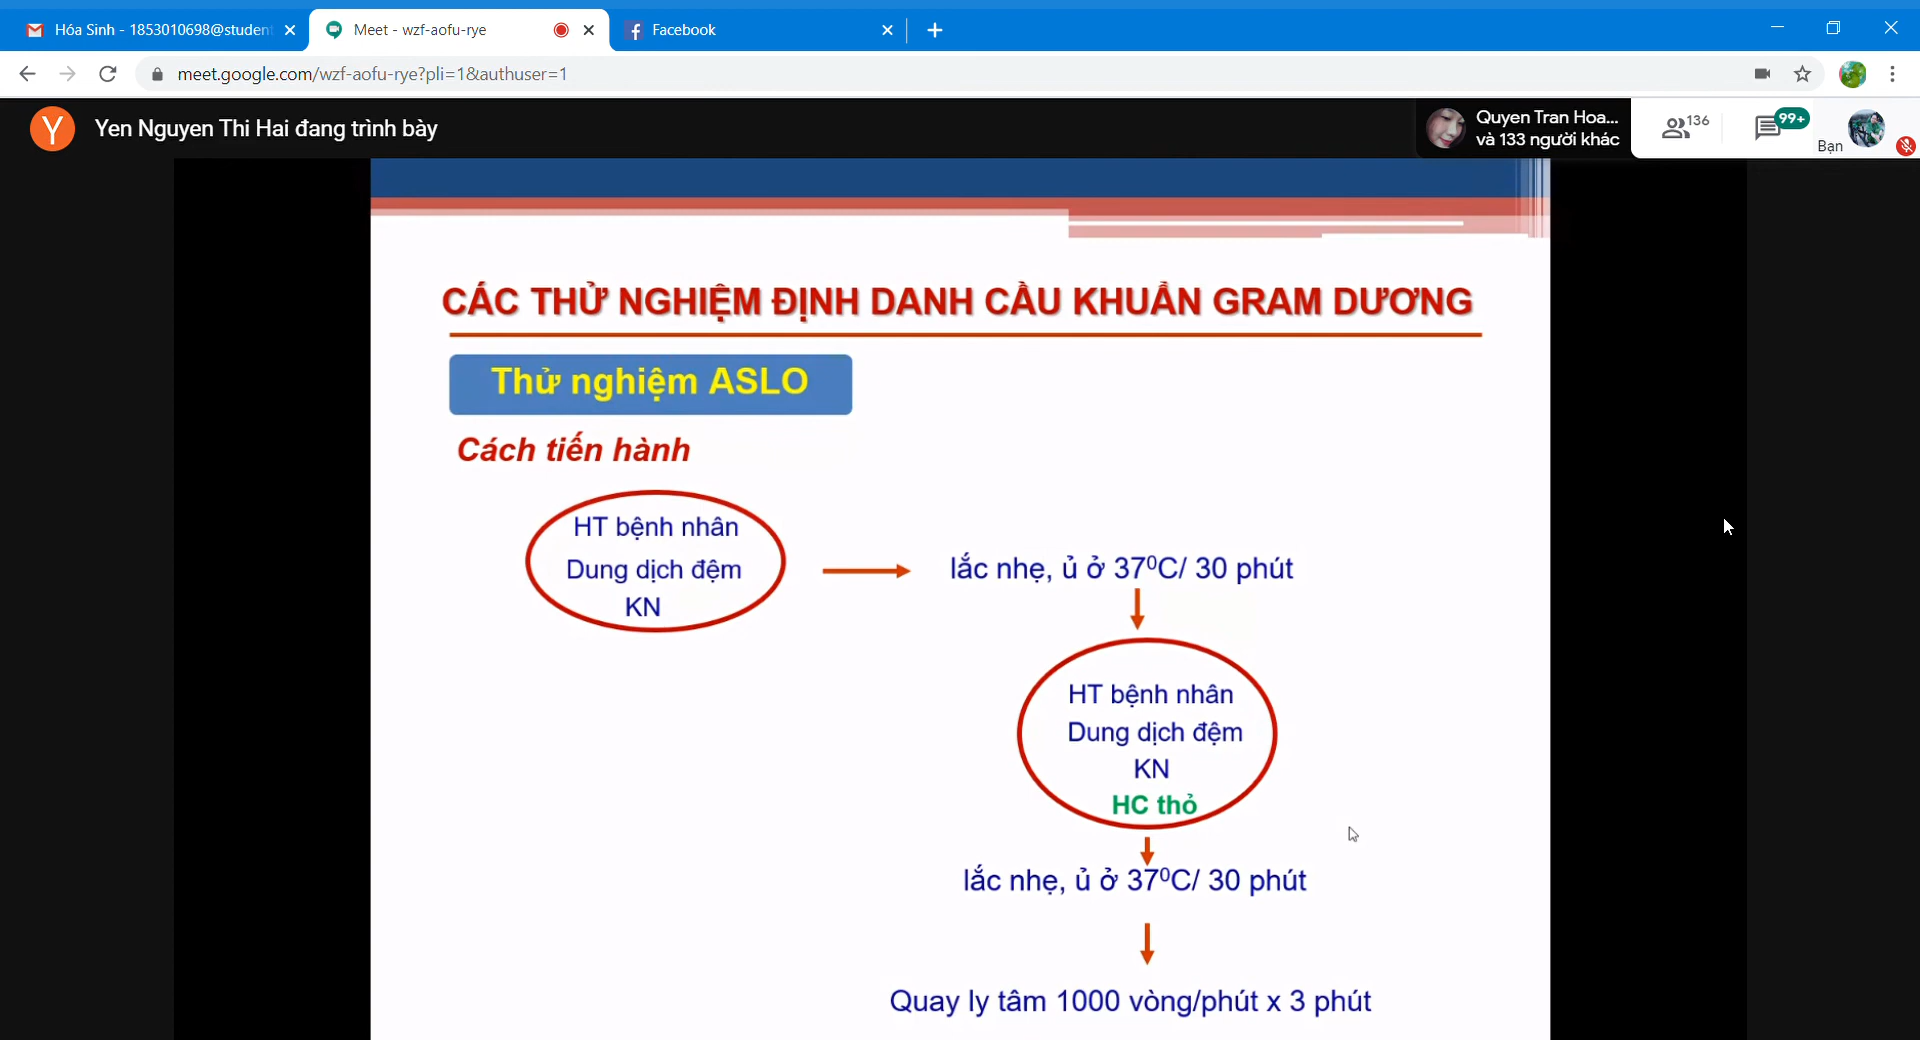 Hóa Sinh - 1853010698@student
Meet - wzf-aofu-rye
Facebook
meet.google.com/wzf-aofu-rye?pli=1&authuser=1
Y
Yen Nguyen Thi Hai đang trình bày
Quyen Tran Hoa...
và 133 người khác
136
99+
Bạn
CÁC THỬ NGHIỆM ĐỊNH DANH CẦU KHUẨN GRAM DƯƠNG
Thử nghiệm ASLO
Cách tiến hành
HT bệnh nhân
Dung dịch đệm
KN
lắc nhẹ, ủ ở 37⁰C/ 30 phút
HT bệnh nhân
Dung dịch đệm
KN
HC thỏ
lắc nhẹ, ủ ở 37⁰C/ 30 phút
Quay ly tâm 1000 vòng/phút x 3 phút